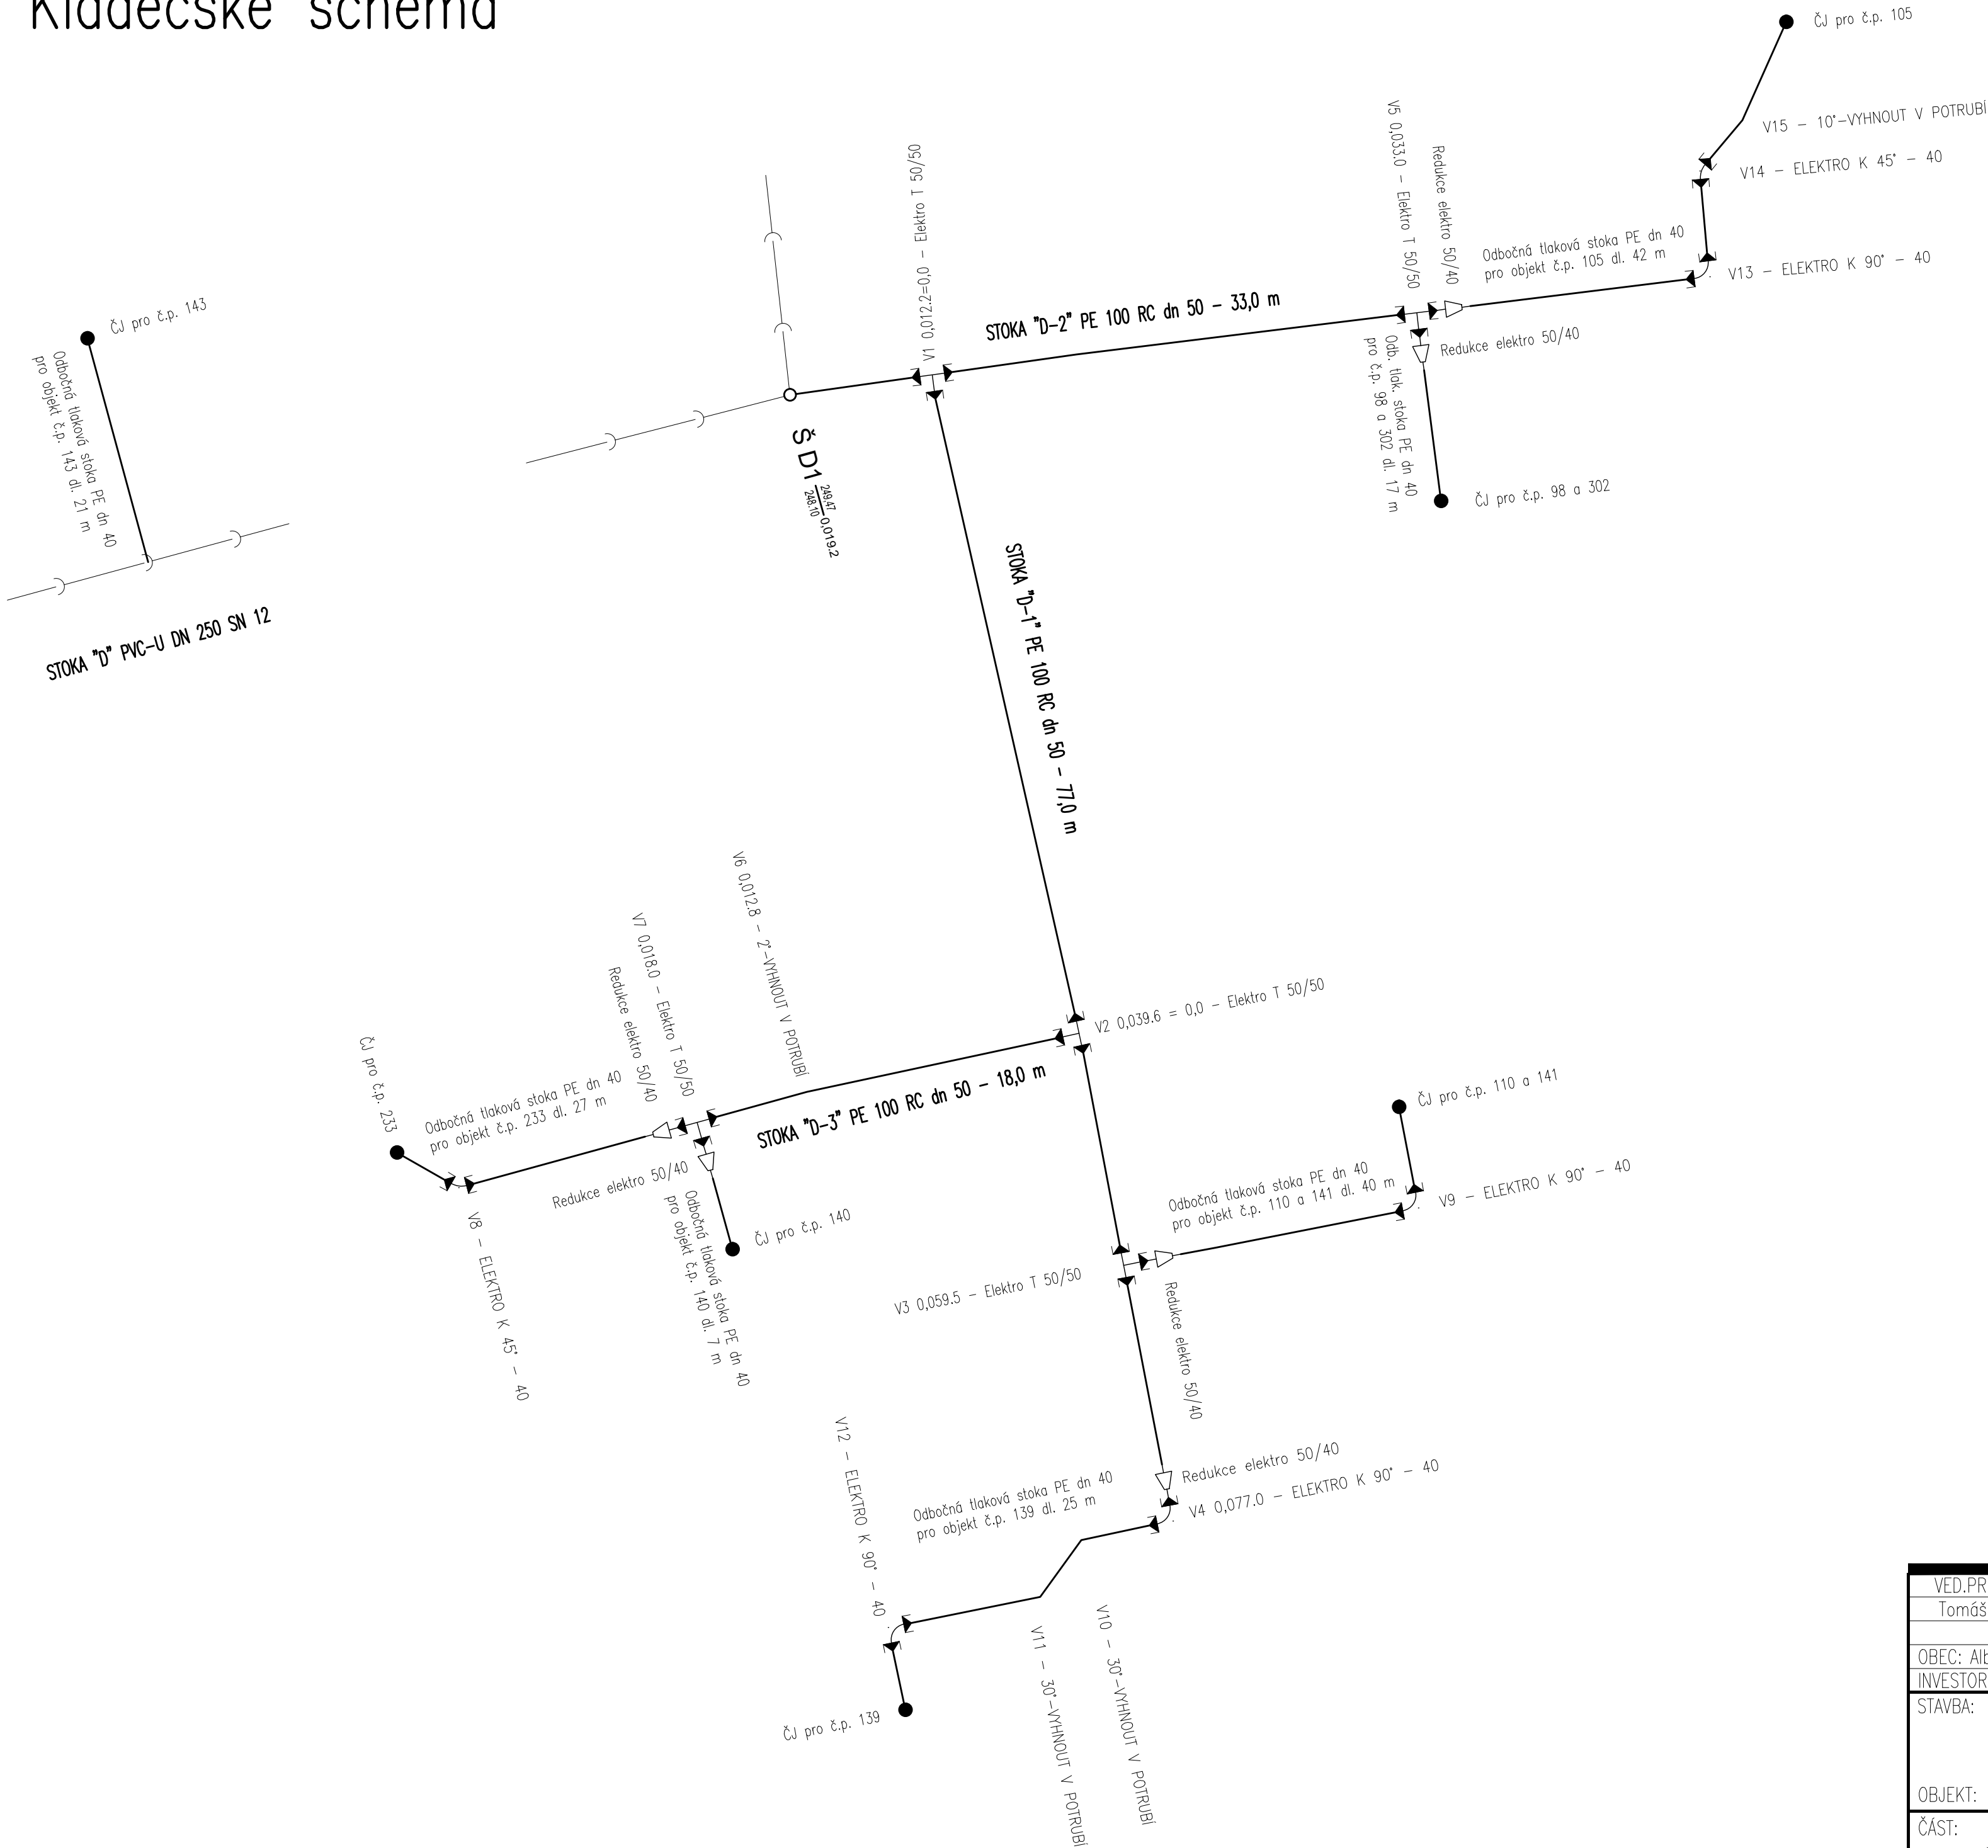 Kladečské schema
ČJ pro č.p. 105
V15 – 10°–VYHNOUT V POTRUBÍ
V14 – ELEKTRO K 45° – 40
V13 – ELEKTRO K 90° – 40
Odbočná tlaková stoka PE dn 40
pro objekt č.p. 105 dl. 42 m
V5 0,033.0 – Elektro T 50/50
Redukce elektro 50/40
Redukce elektro 50/40
Odb. tlak. stoka PE dn 40
pro č.p. 98 a 302 dl. 17 m
ČJ pro č.p. 98 a 302
V1 0,012.2=0,0 – Elektro T 50/50
STOKA "D-2" PE 100 RC dn 50 – 33,0 m
ČJ pro č.p. 143
Odbočná tlaková stoka PE dn 40
pro objekt č.p. 143 dl. 21 m
STOKA "D" PVC-U DN 250 SN 12
Š D1
249.47
248.10
0,019.2
STOKA "D-1" PE 100 RC dn 50 – 77,0 m
V6 0,012.8 – 2°–VYHNOUT V POTRUBÍ
V7 0,018.0 – Elektro T 50/50
Redukce elektro 50/40
V2 0,039.6 = 0,0 – Elektro T 50/50
STOKA "D-3" PE 100 RC dn 50 – 18,0 m
ČJ pro č.p. 233
Odbočná tlaková stoka PE dn 40
pro objekt č.p. 233 dl. 27 m
V8 – ELEKTRO K 45° – 40
Redukce elektro 50/40
Odbočná tlaková stoka PE dn 40
pro objekt č.p. 140 dl. 7 m
ČJ pro č.p. 140
ČJ pro č.p. 110 a 141
Odbočná tlaková stoka PE dn 40
pro objekt č.p. 110 a 141 dl. 40 m
V9 – ELEKTRO K 90° – 40
V3 0,059.5 – Elektro T 50/50
Redukce elektro 50/40
Redukce elektro 50/40
V4 0,077.0 – ELEKTRO K 90° – 40
Odbočná tlaková stoka PE dn 40
pro objekt č.p. 139 dl. 25 m
V12 – ELEKTRO K 90° – 40
V10 – 30°–VYHNOUT V POTRUBÍ
V11 – 30°–VYHNOUT V POTRUBÍ
ČJ pro č.p. 139
VED.PR
Tomáš
OBEC: Alb
INVESTOR
STAVBA:
OBJEKT:
ČÁST: